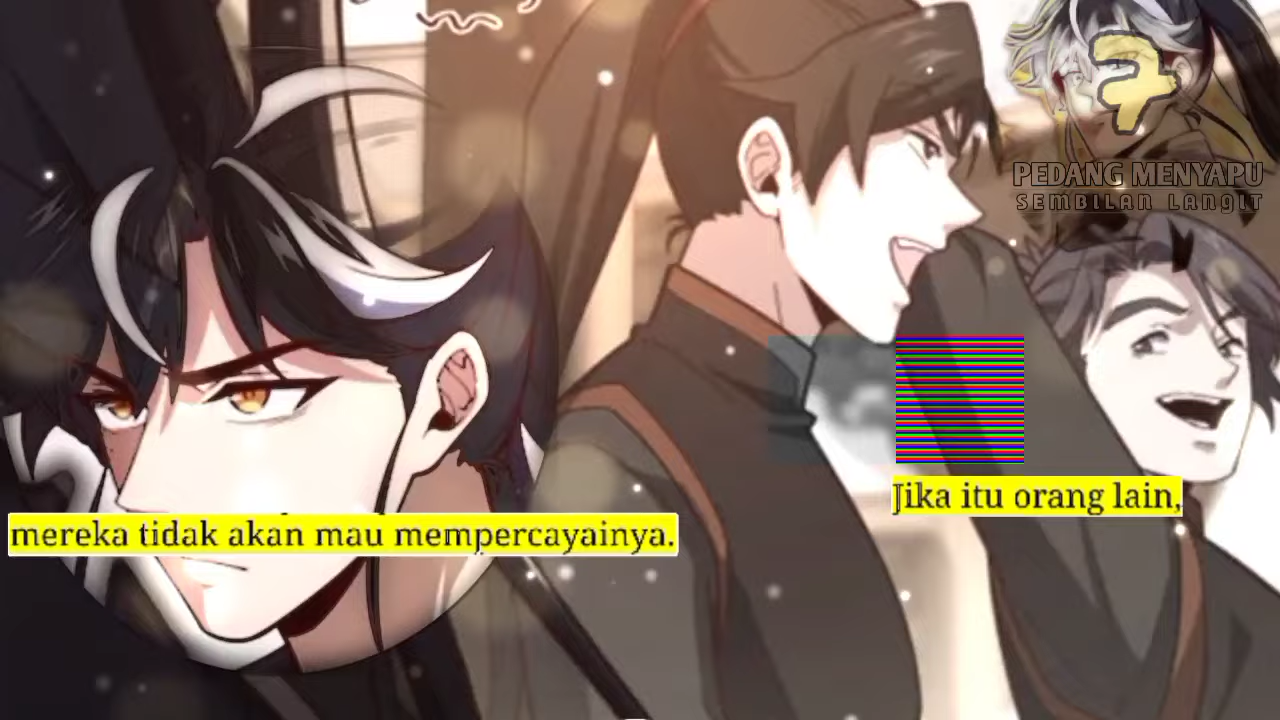 PEDANG MENYAPU
SEMBILAN LANGIT
Jika itu orang lain,
mereka tidak akan mau mempercayainya.